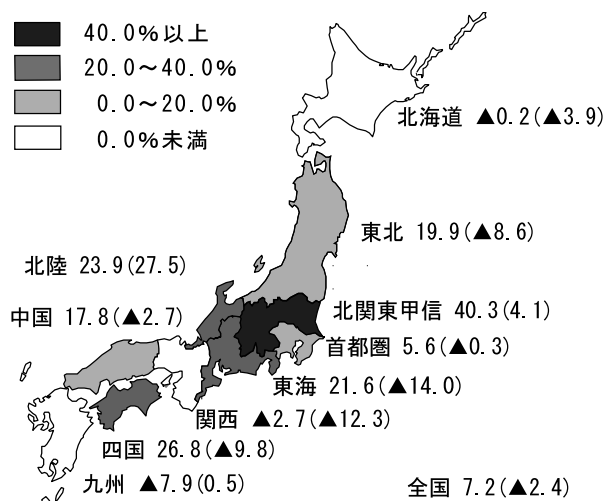 40.0%以上
20.0～40.0%
0.0～20.0%
0.0%未満
北海道 ▲0.2(▲3.9)
東北 19.9(▲8.6)
北陸 23.9(27.5)
北関東甲信 40.3(4.1)
中国 17.8(▲2.7)
首都圏 5.6(▲0.3)
東海 21.6(▲14.0)
関西 ▲2.7(▲12.3)
四国 26.8(▲9.8)
九州 ▲7.9(0.5)
全国 7.2(▲2.4)